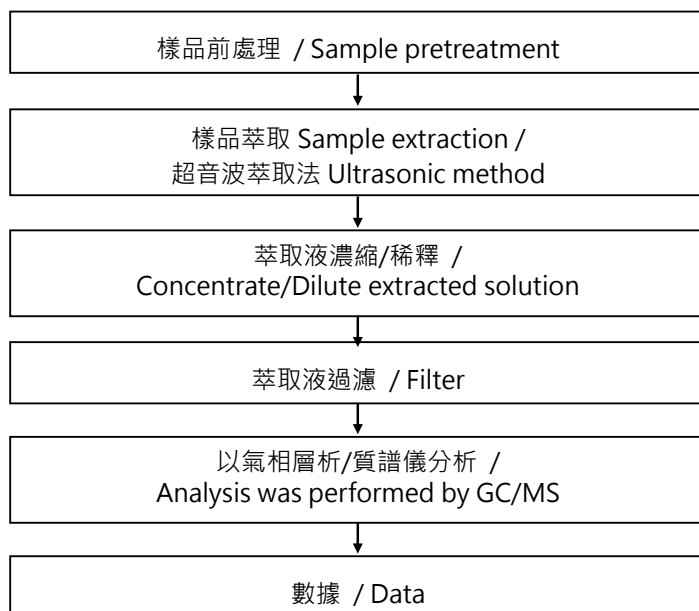 樣品前處理 / Sample pretreatment
樣品萃取 Sample extraction /
超音波萃取法 Ultrasonic method
萃取液濃縮/稀釋 /
Concentrate/Dilute extracted solution
萃取液過濾 / Filter
以氣相層析/質譜儀分析 /
Analysis was performed by GC/MS
數據 / Data